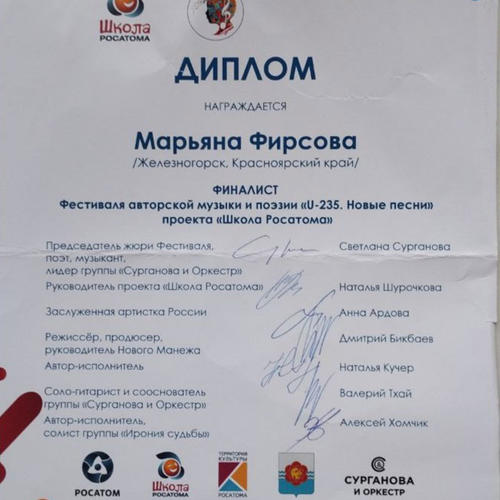 Школа
РОСАТОМА
ДИПЛОМ
НАГРАЖДАЕТСЯ
Марьяна Фирсова
/Железногорск, Красноярский край/
ФИНАЛИСТ
Фестиваля авторской музыки и поэзии «U-235. Новые песни»
проекта «Школа Росатома»
Председатель жюри Фестиваля, Светлана Сурганова
поэт, музыкант,
лидер группы «Сурганова и Оркестр»
Руководитель проекта «Школа Росатома» Наталья Шурочкова
Заслуженная артистка России Анна Ардова
Режиссёр, продюсер, Дмитрий Бикбаев
руководитель Нового Манежа
Автор-исполнитель Наталья Кучер
Соло-гитарист и сооснователь Валерий Тхай
группы «Сурганова и Оркестр»
Автор-исполнитель, Алексей Хомчик
солист группы «Ирония судьбы»
РОСАТОМ
Школа
РОСАТОМА
ТЕРРИТОРИЯ
КУЛЬТУРЫ
РОСАТОМА
СУРГАНОВА
И ОРКЕСТР